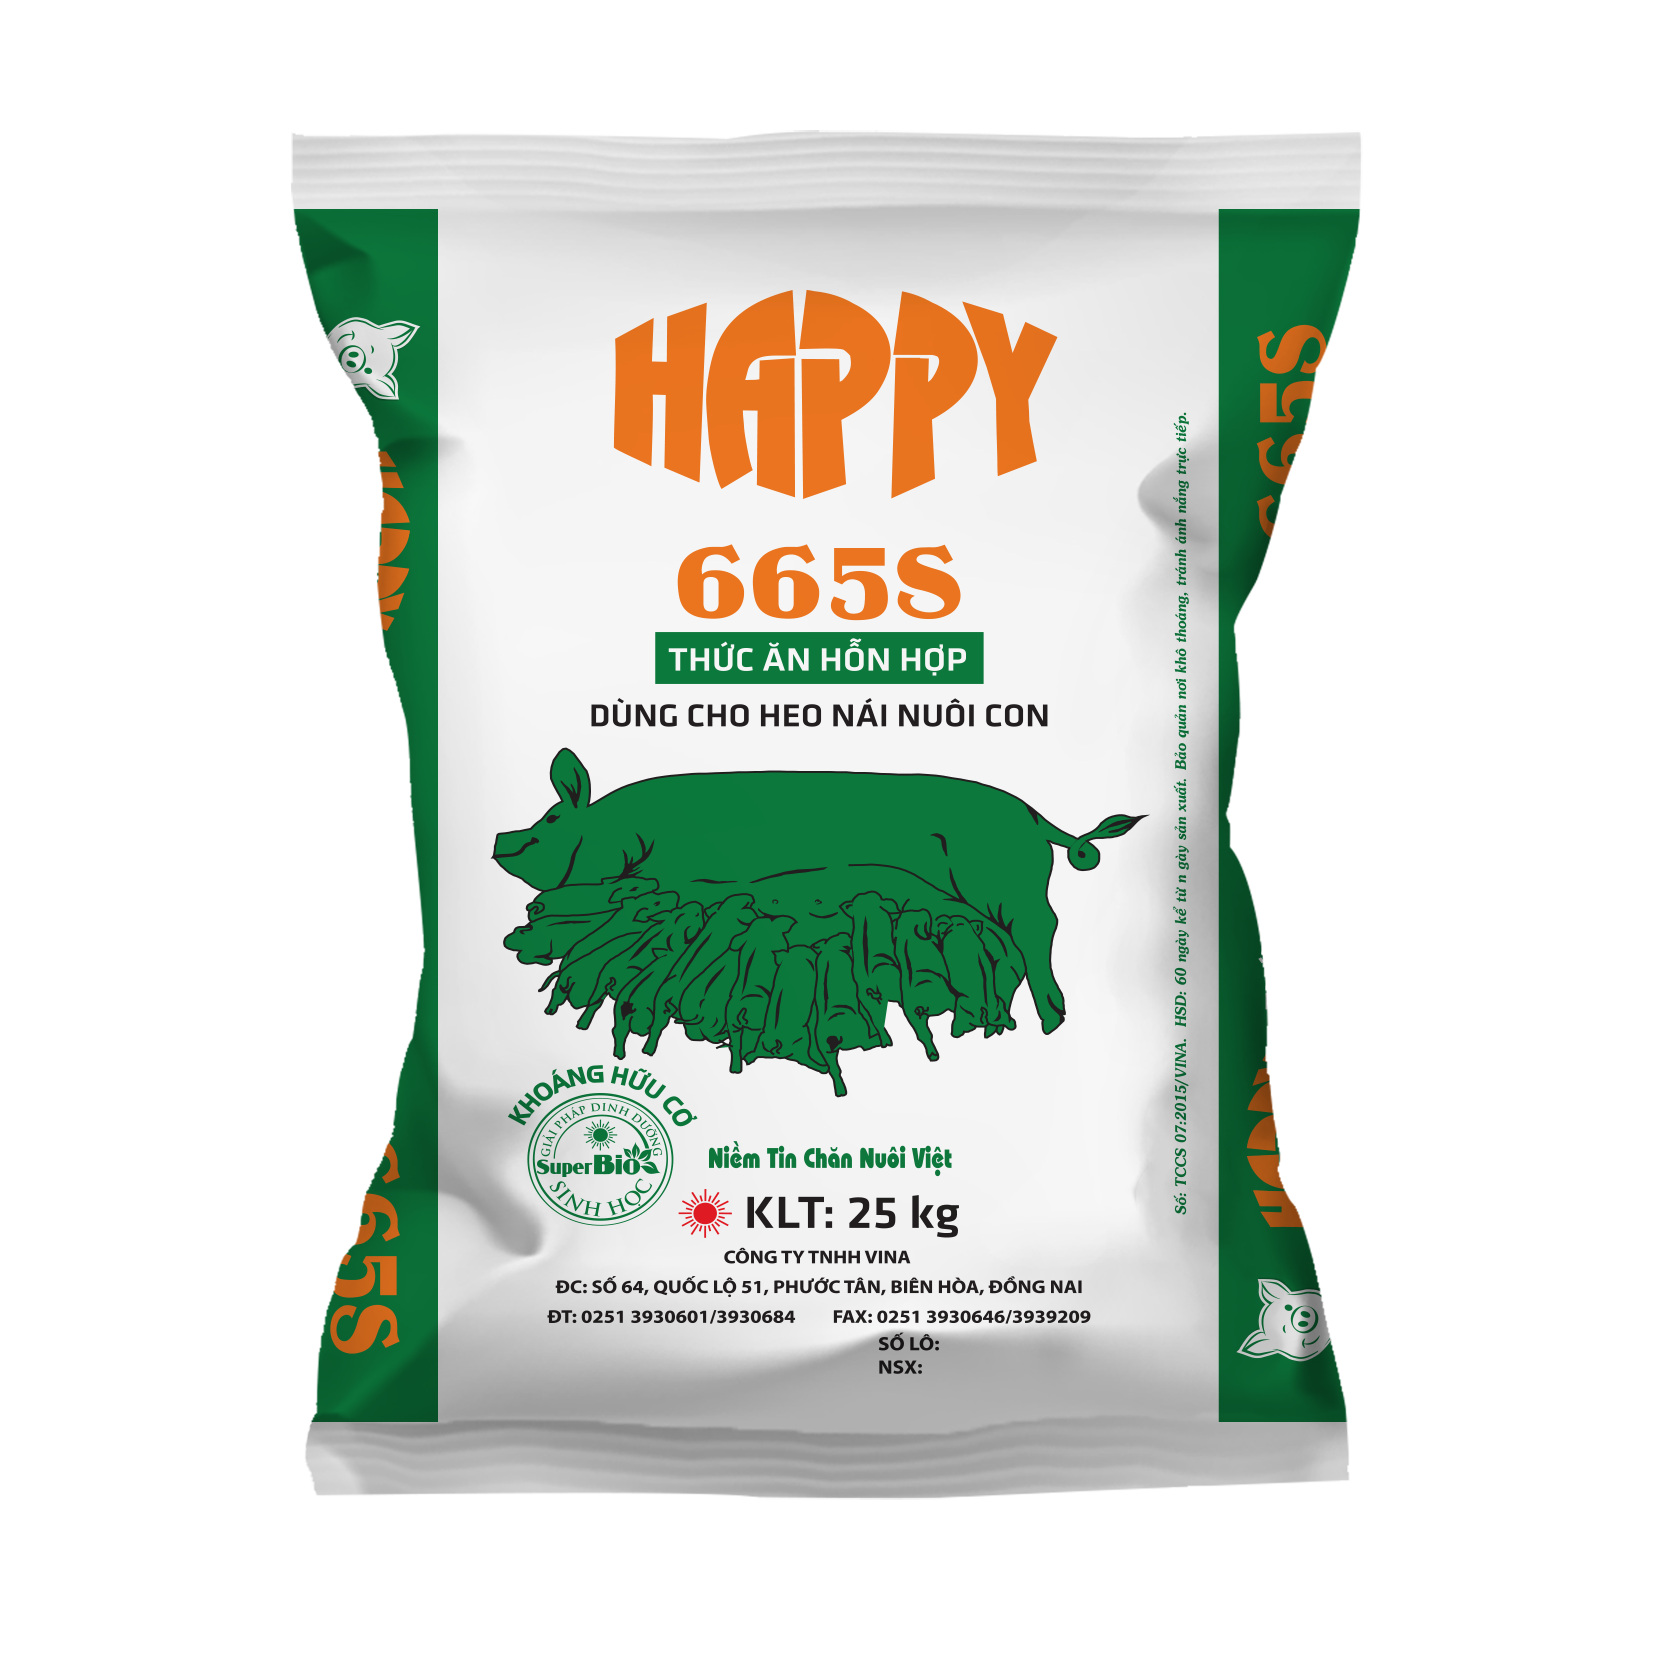 HAPPY
665S
THỨC ĂN HỖN HỢP
DÙNG CHO HEO NÁI NUÔI CON
KHOÁNG HỮU CƠ
GIẢI PHÁP DINH DƯỠNG
SuperBio
SINH HỌC
Niềm Tin Chăn Nuôi Việt
KLT: 25 kg
CÔNG TY TNHH VINA
ĐC: SỐ 64, QUỐC LỘ 51, PHƯỚC TÂN, BIÊN HÒA, ĐỒNG NAI
ĐT: 0251 3930601/3930684 FAX: 0251 3930646/3939209
SỐ LÔ:
NSX:
Số: TCCS 07:2015/VINA. HSD: 60 ngày kể từ n gày sản xuất. Bảo quản nơi khô thoáng, tránh ánh nắng trực tiếp.
665S
665S